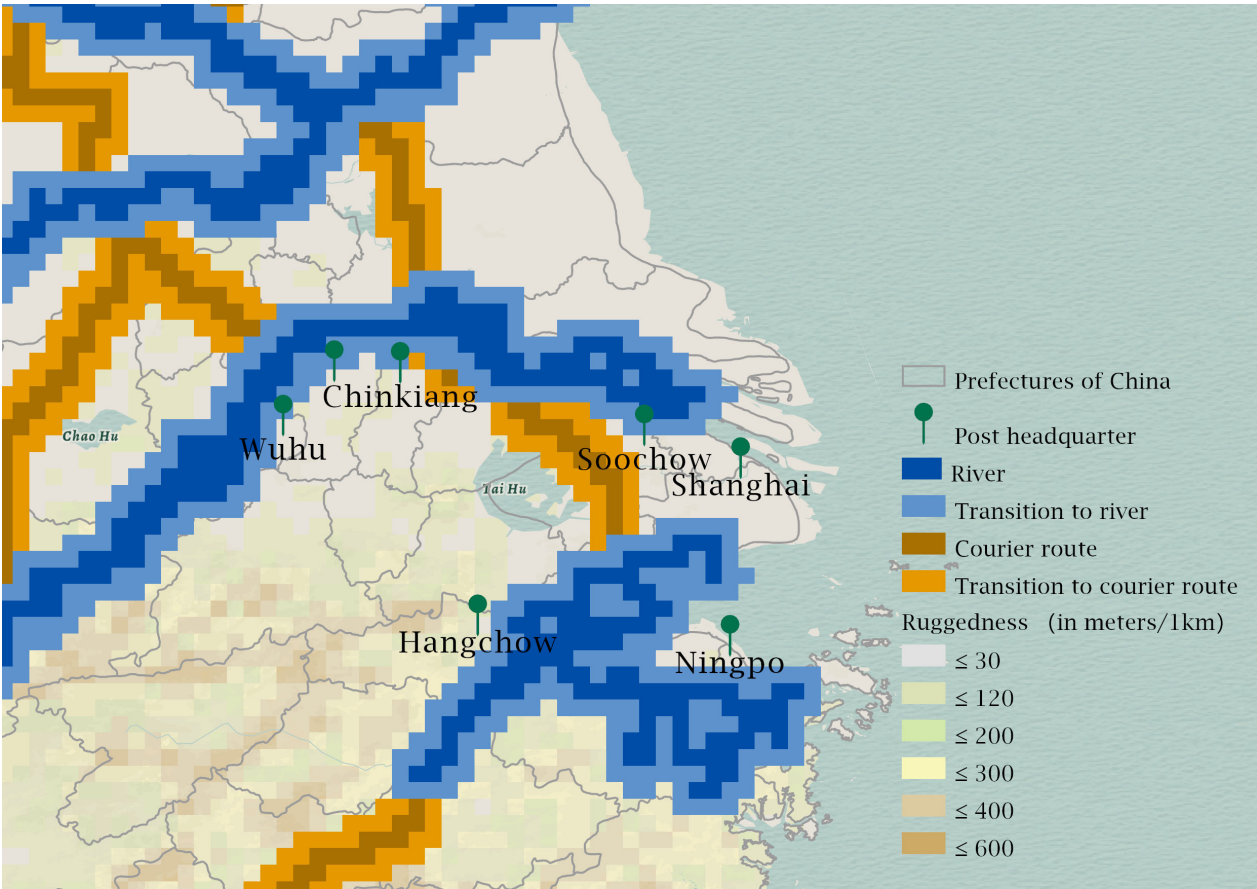 Chinkiang
Chao Hu
Wuhu
Soochow
Shanghai
Tai Hu
Hangchow
Ningpo
Prefectures of China
Post headquarter
River
Transition to river
Courier route
Transition to courier route
Ruggedness (in meters/1km)
≤ 30
≤ 120
≤ 200
≤ 300
≤ 400
≤ 600